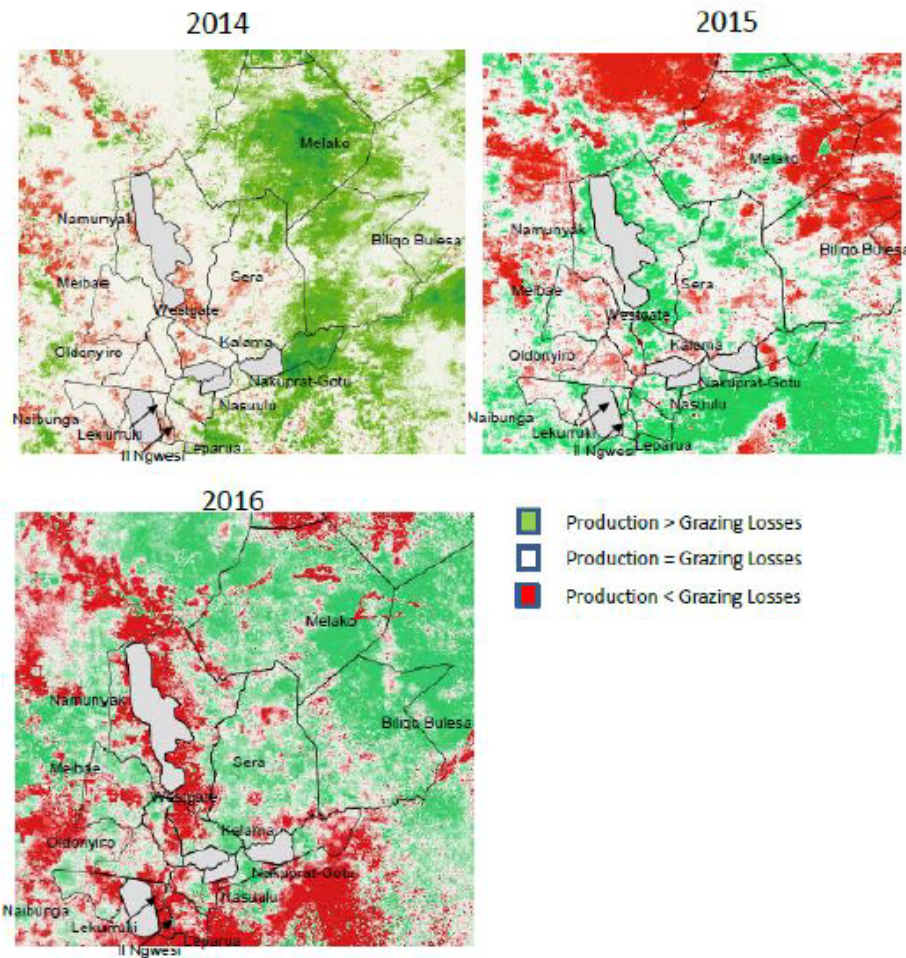 2014
2015
Melako
Namunyak
Biliqo Bulesa
Meibae
Sera
Westgate
Oldonyiro
Kalama
Nakuprat-Gotu
Naibunga
Nasuulu
Lekurruki
Leparua
Il Ngwesi
Melako
Namunyak
Biliqo Bulesa
Meibae
Sera
Westgate
Oldonyiro
Kalama
Nakuprat-Gotu
Nasuulu
Naibunga
Lekurruki
Leparua
Il Ngwesi
2016
Production > Grazing Losses
Production = Grazing Losses
Production < Grazing Losses
Melako
Namunyak
Biliqo Bulesa
Meibae
Sera
Westgate
Kalama
Oldonyiro
Nakuprat-Gotu
Nasuulu
Naibunga
Lekurruki
Leparua
Il Ngwesi